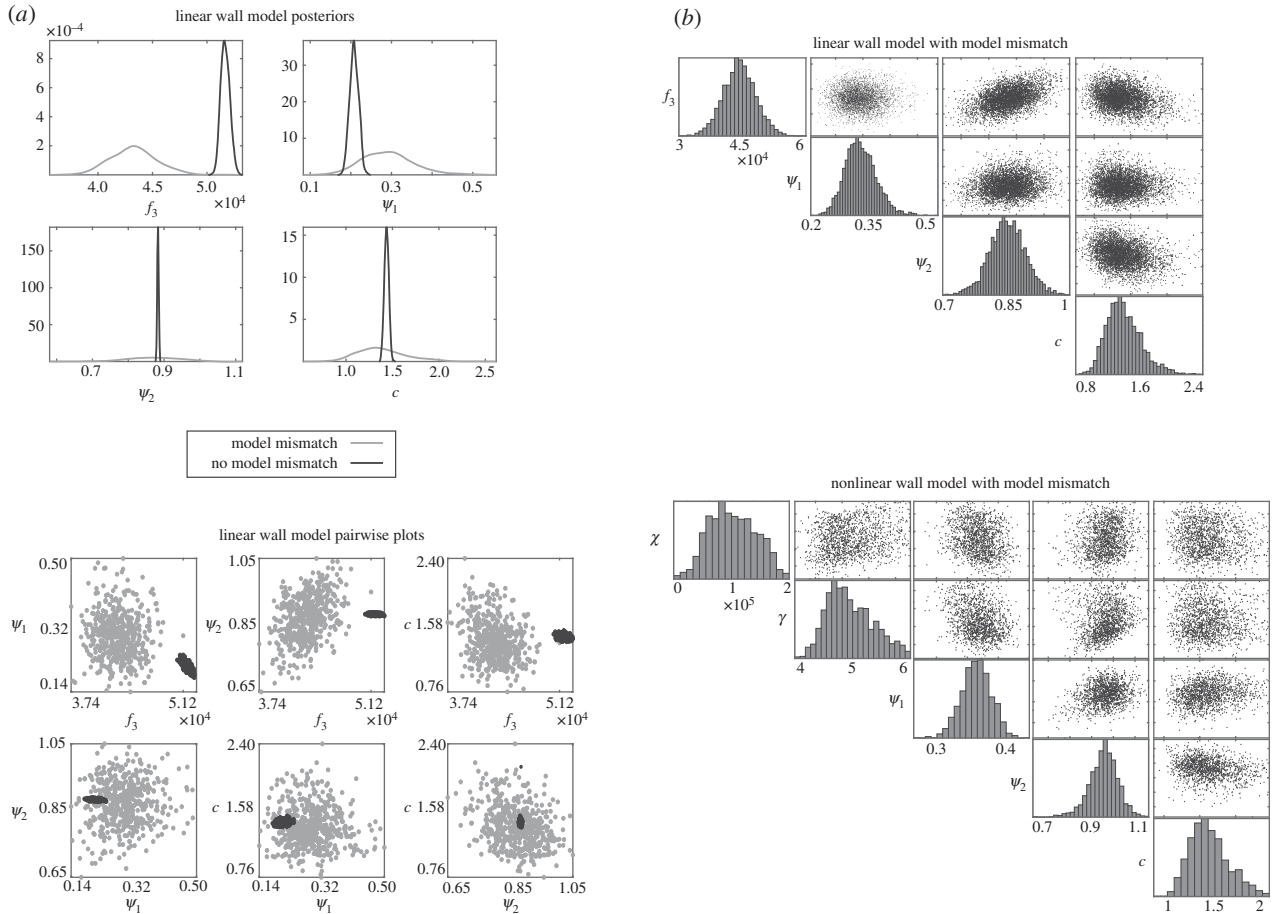 (a)
linear wall model posteriors
×10⁻⁴
8
6
4
2
4.0 4.5 5.0
f₃ ×10⁴
30
20
10
0.1 0.3 0.5
ψ₁
150
100
50
0.7 0.9 1.1
ψ₂
15
10
5
1.0 1.5 2.0 2.5
c
model mismatch
no model mismatch
linear wall model pairwise plots
0.50
ψ₁ 0.32
0.14
3.74 5.12
f₃ ×10⁴
1.05
ψ₂ 0.85
0.65
3.74 5.12
f₃ ×10⁴
2.40
c 1.58
0.76
3.74 5.12
f₃ ×10⁴
1.05
ψ₂ 0.85
0.65
0.14 0.32 0.50
ψ₁
2.40
c 1.58
0.76
0.14 0.32 0.50
ψ₁
2.40
c 1.58
0.76
0.65 0.85 1.05
ψ₂
(b)
linear wall model with model mismatch
f₃
3 4.5 6
×10⁴
ψ₁
0.2 0.35 0.5
ψ₂
0.7 0.85 1
c
0.8 1.6 2.4
nonlinear wall model with model mismatch
χ
0 1 2
×10⁵
γ
4 5 6
ψ₁
0.3 0.4
ψ₂
0.7 0.9 1.1
c
1 1.5 2